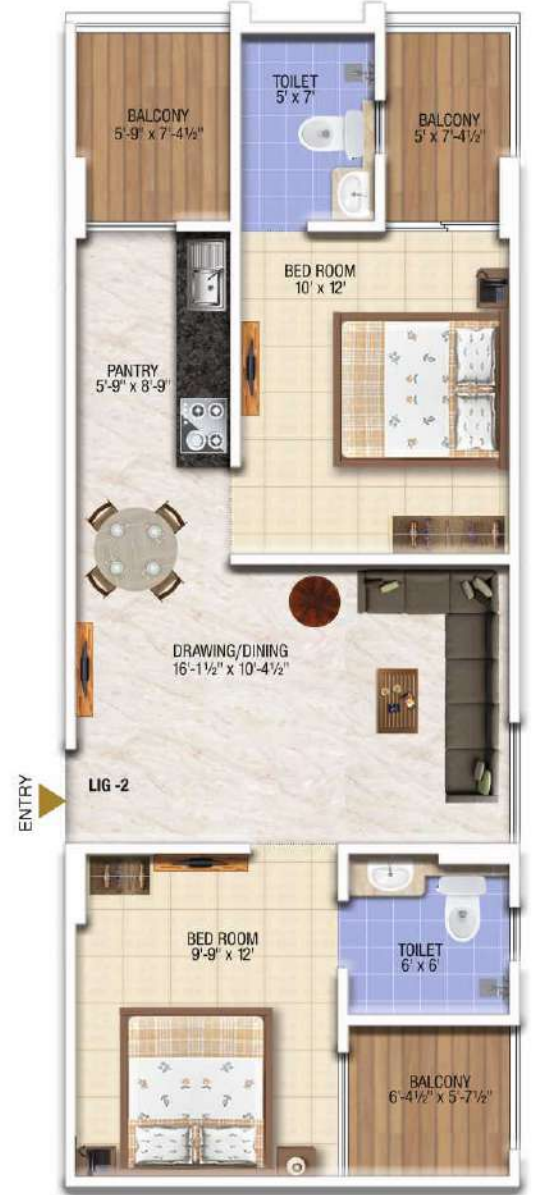 TOILET
5' x 7'
BALCONY
5'-9" x 7'-4½"
BALCONY
5' x 7'-4½"
BED ROOM
10' x 12'
PANTRY
5'-9" x 8'-9"
DRAWING/DINING
16'-1½" x 10'-4½"
LIG -2
ENTRY
BED ROOM
9'-9" x 12'
TOILET
6' x 6'
BALCONY
6'-4½" x 5'-7½"